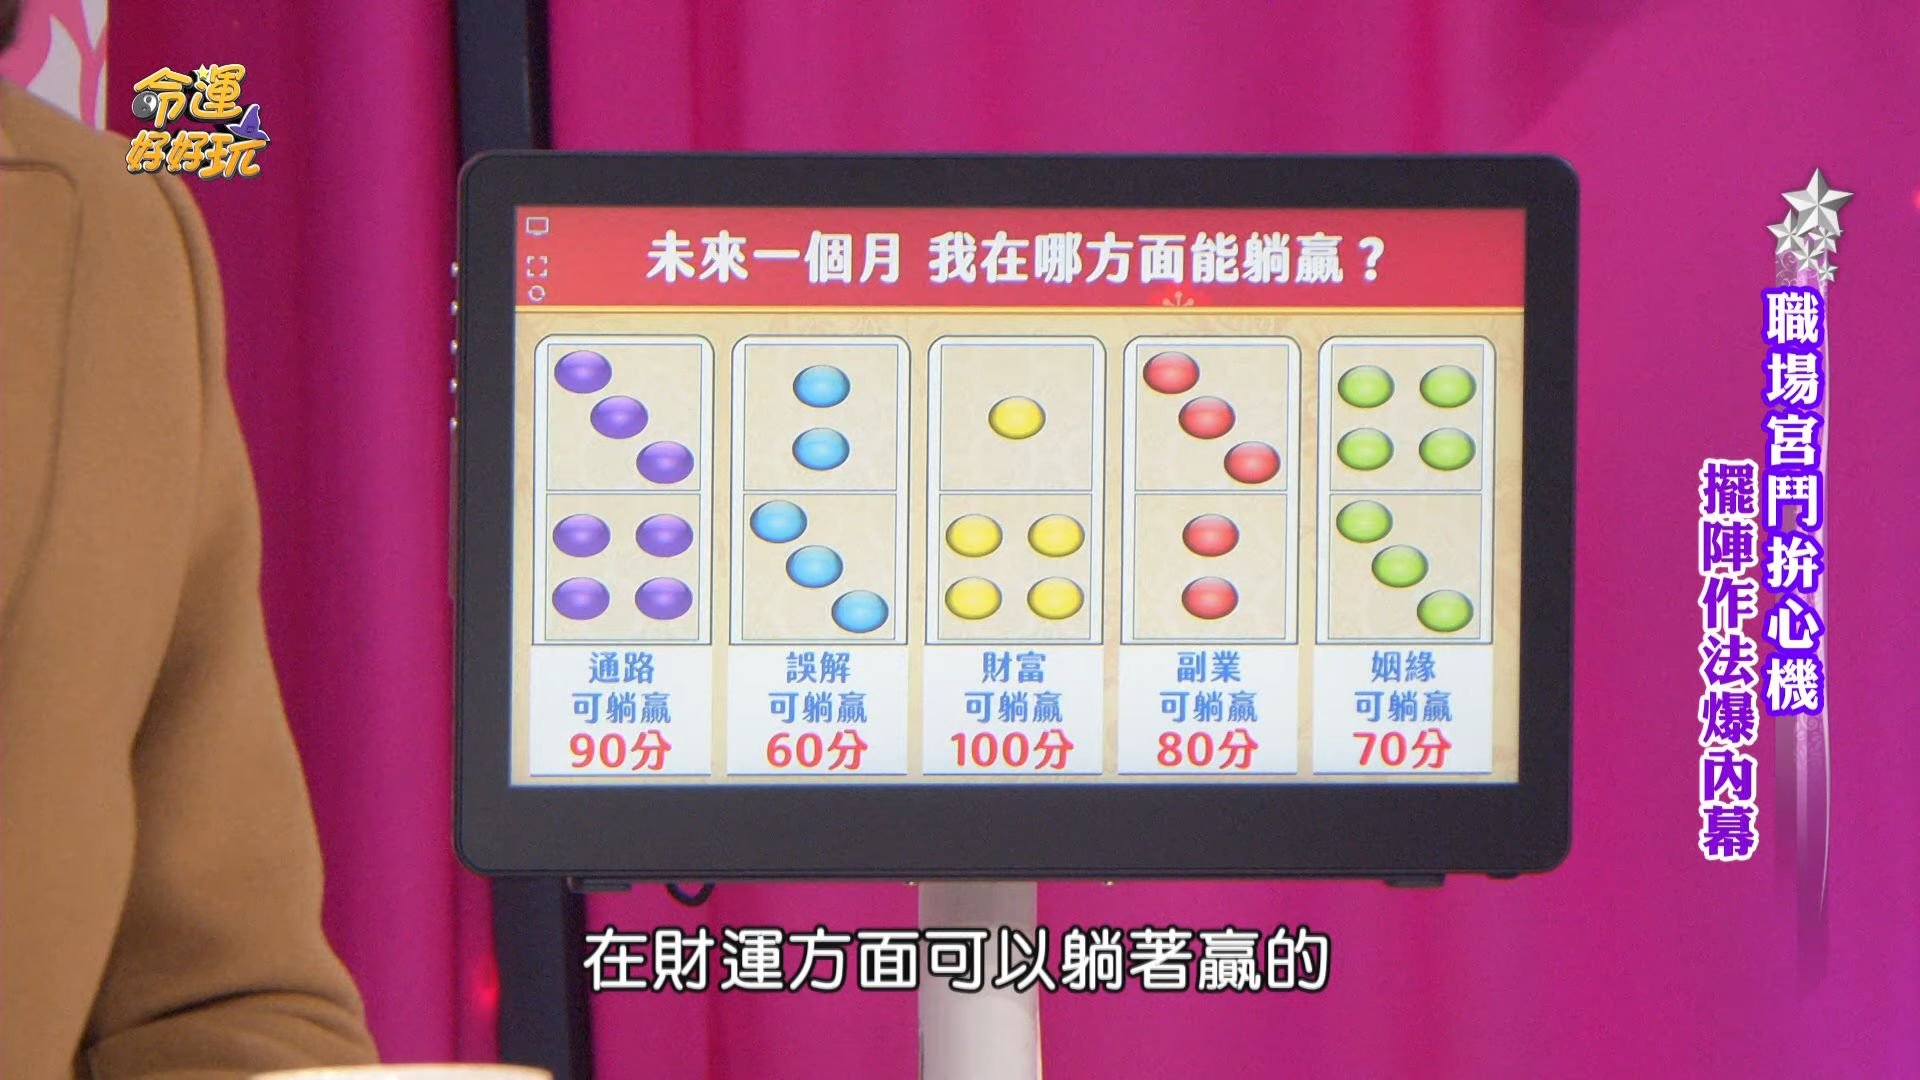 命運
好好玩
未來一個月 我在哪方面能躺贏？
通路
可躺贏
90分
誤解
可躺贏
60分
財富
可躺贏
100分
副業
可躺贏
80分
姻緣
可躺贏
70分
職場宮鬥拚心機
擺陣作法爆內幕
在財運方面可以躺著贏的